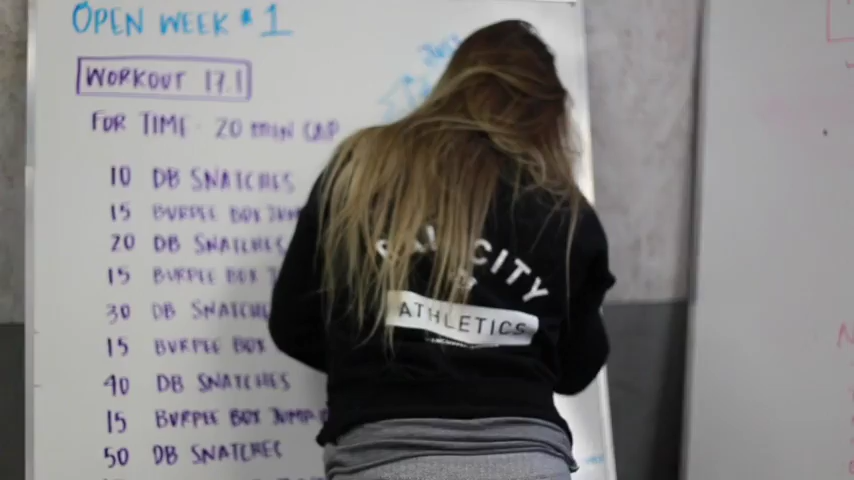 OPEN WEEK # 1
WORKOUT 17.1
FOR TIME - 20 MIN CAP
10 DB SNATCHES
15 BURPEE BOX JUM
20 DB SNATCHES
15 BURPEE BOX J
30 DB SNATCHE
15 BURPEE BOX
40 DB SNATCHES
15 BURPEE BOX JUMP
50 DB SNATCHES
CITY
ATHLETICS